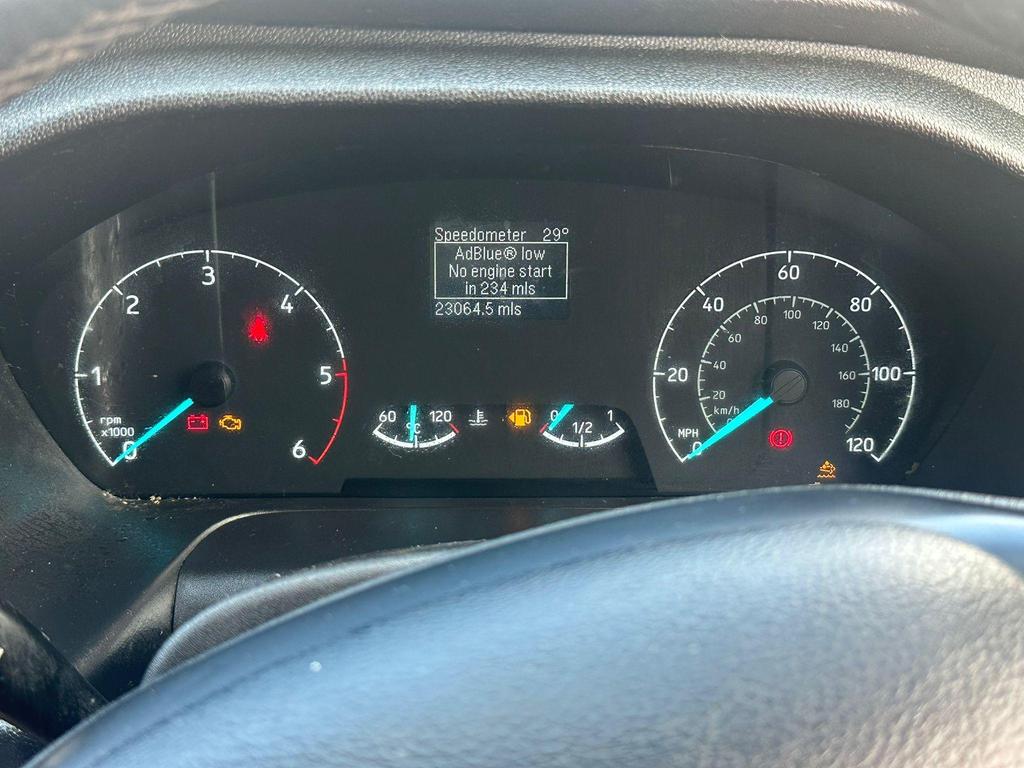 Speedometer 29°
AdBlue® low
No engine start
in 234 mls
23064.5 mls
0 1 2 3 4 5 6
rpm
x1000
60 120
°C
0 1/2 1
0 20 40 60 80 100 120
MPH
20 40 60 80 100 120 140 160 180
km/h